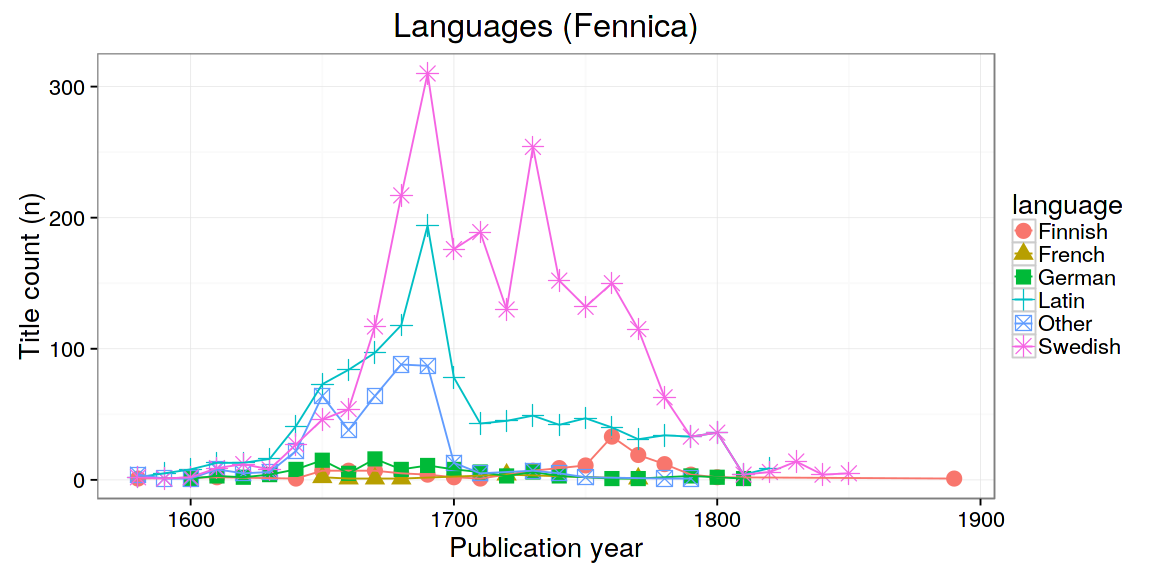 Languages (Fennica)
Title count (n)
300
200
100
0
1600
1700
1800
1900
Publication year
language
Finnish
French
German
Latin
Other
Swedish